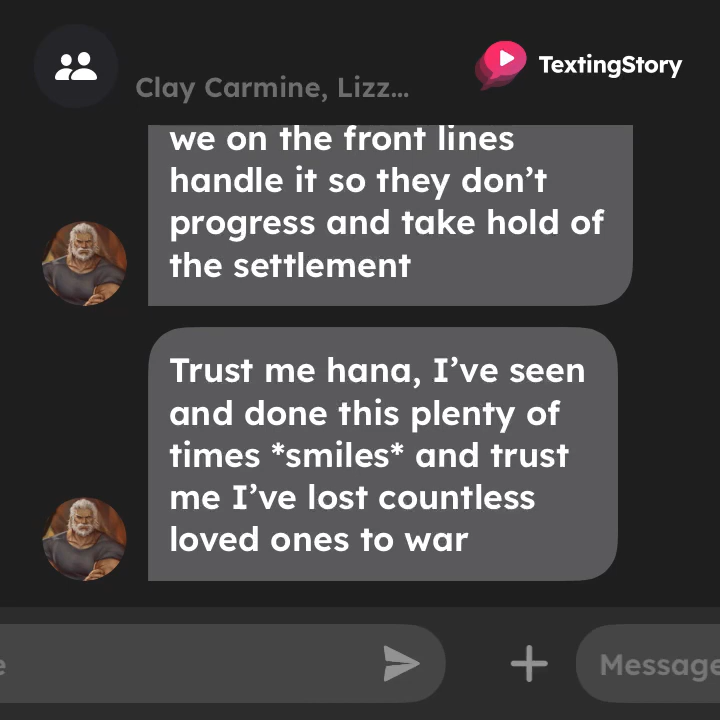 Clay Carmine, Lizz...
TextingStory
we on the front lines
handle it so they don’t
progress and take hold of
the settlement
Trust me hana, I’ve seen
and done this plenty of
times *smiles* and trust
me I’ve lost countless
loved ones to war
e
Message